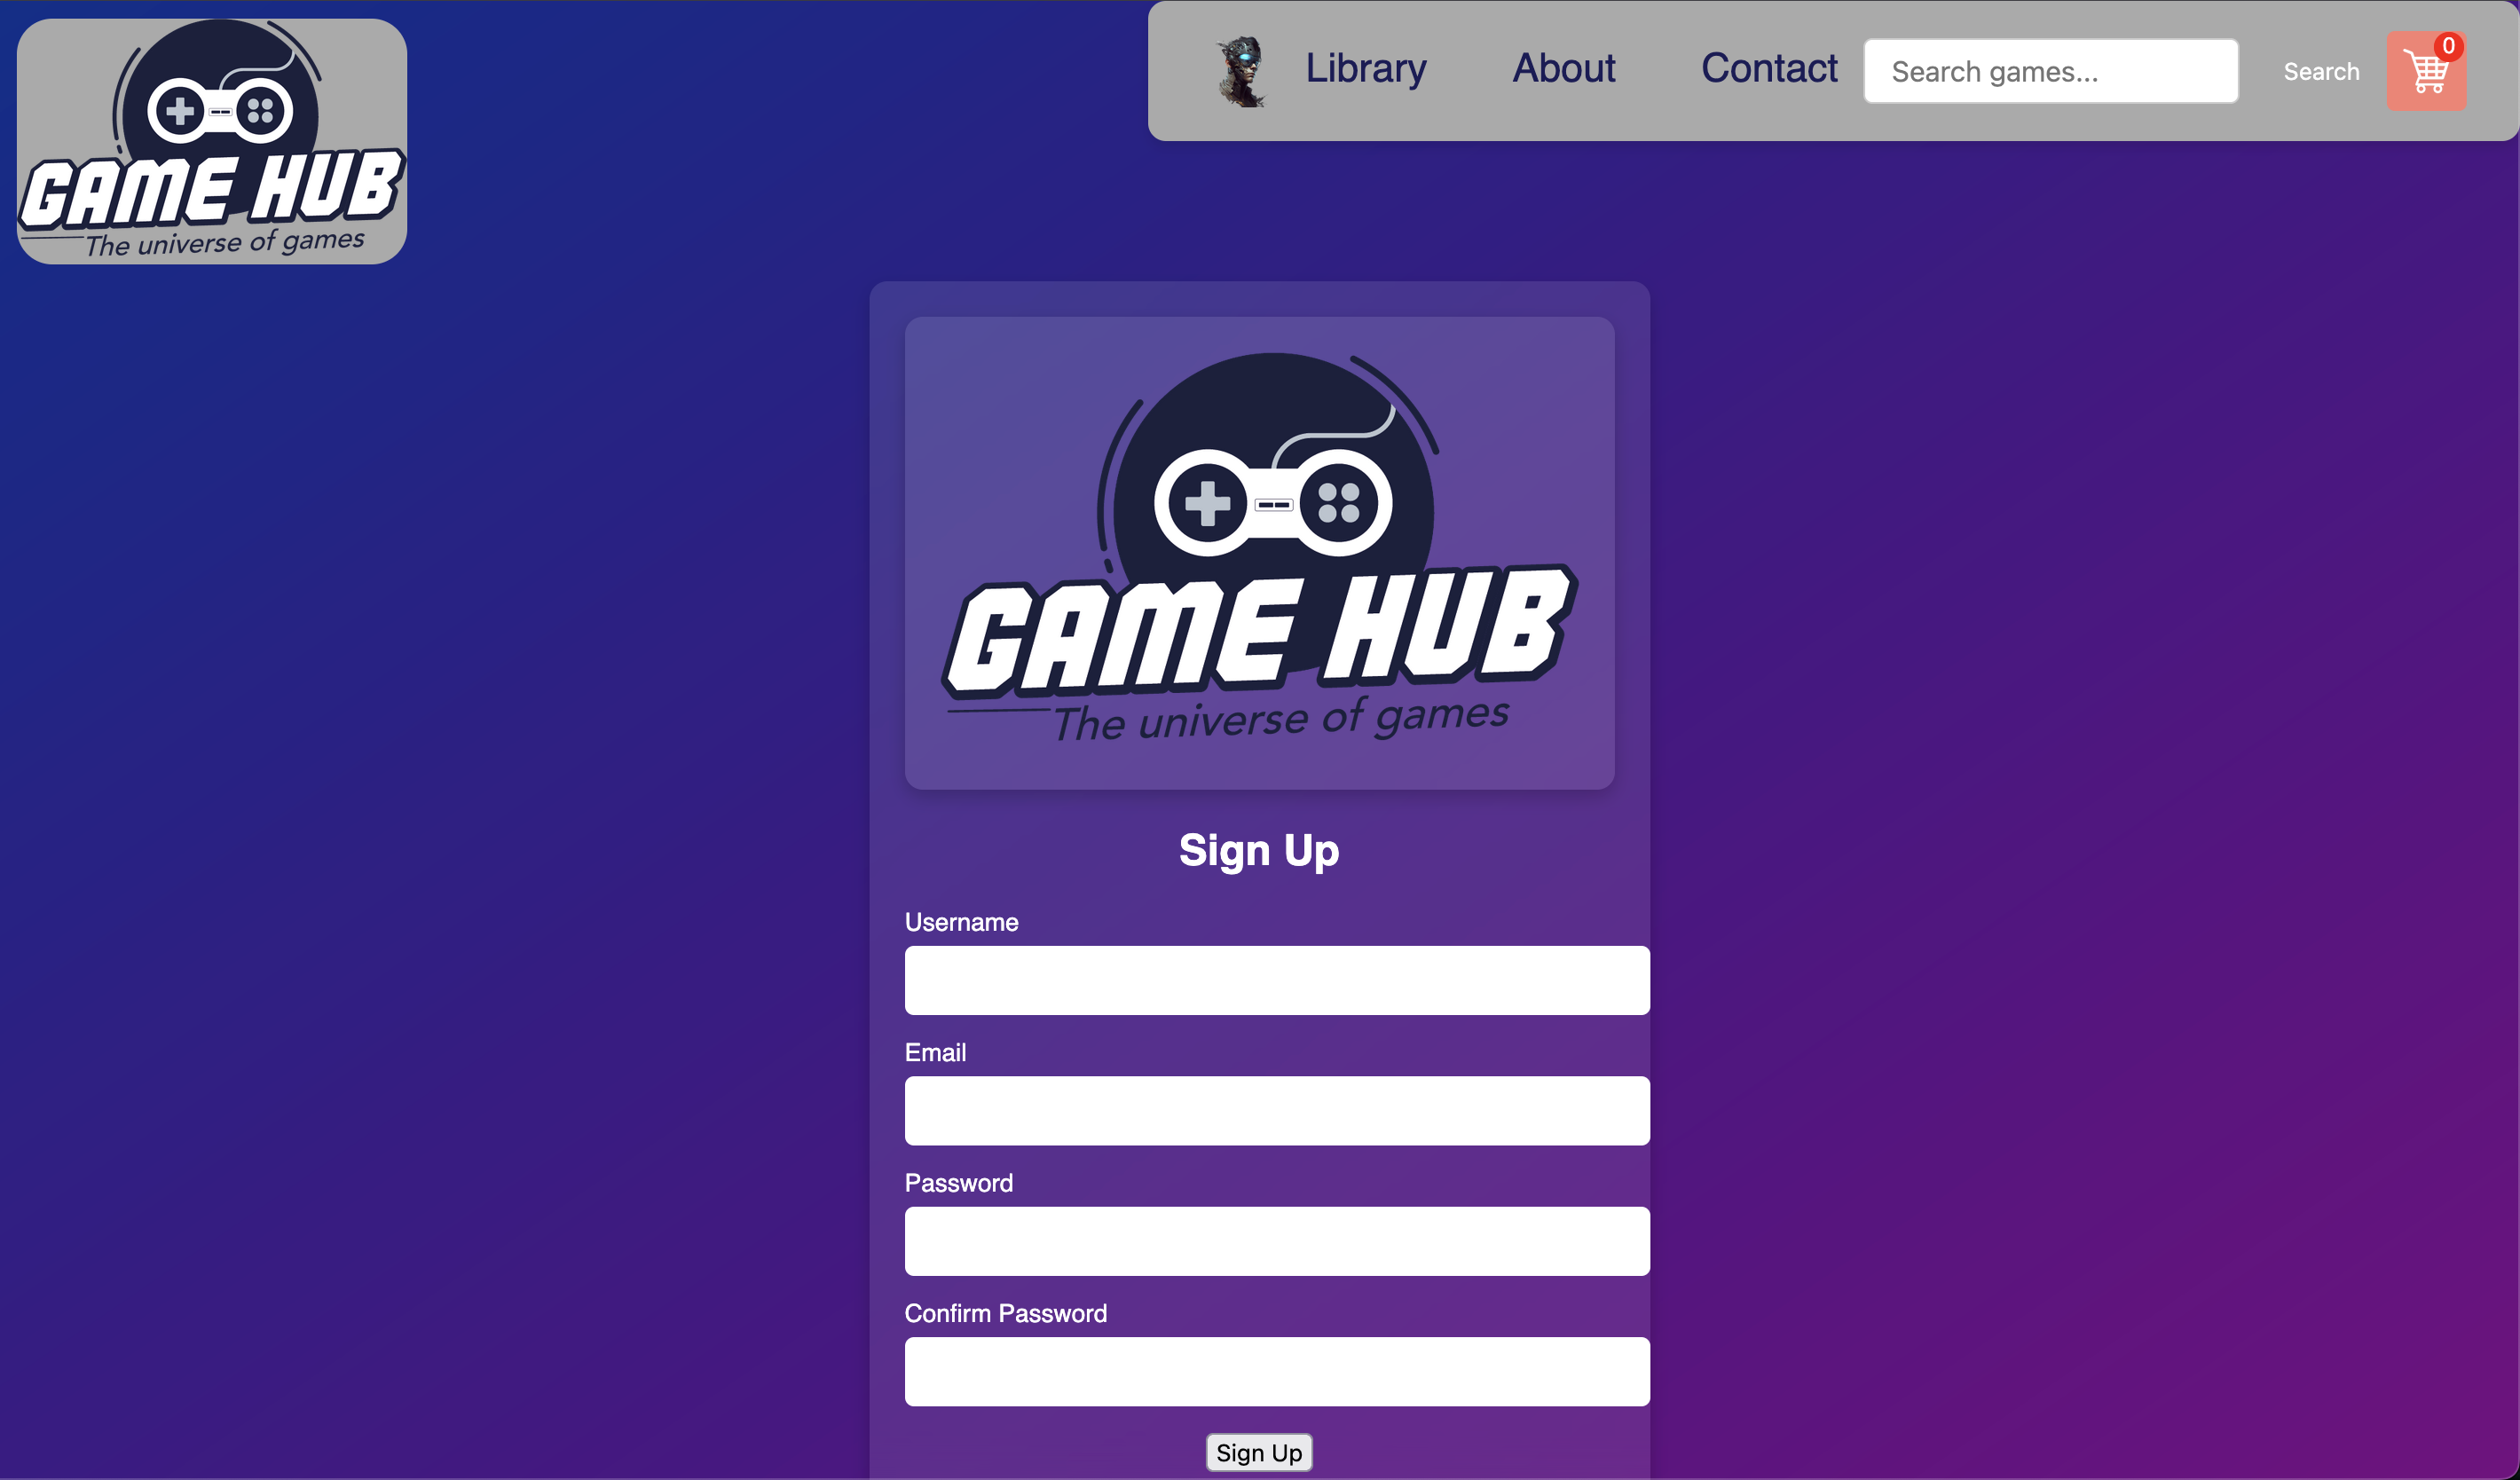 GAME HUB
The universe of games
Library
About
Contact
Search games...
Search
0
GAME HUB
The universe of games
Sign Up
Username
Email
Password
Confirm Password
Sign Up